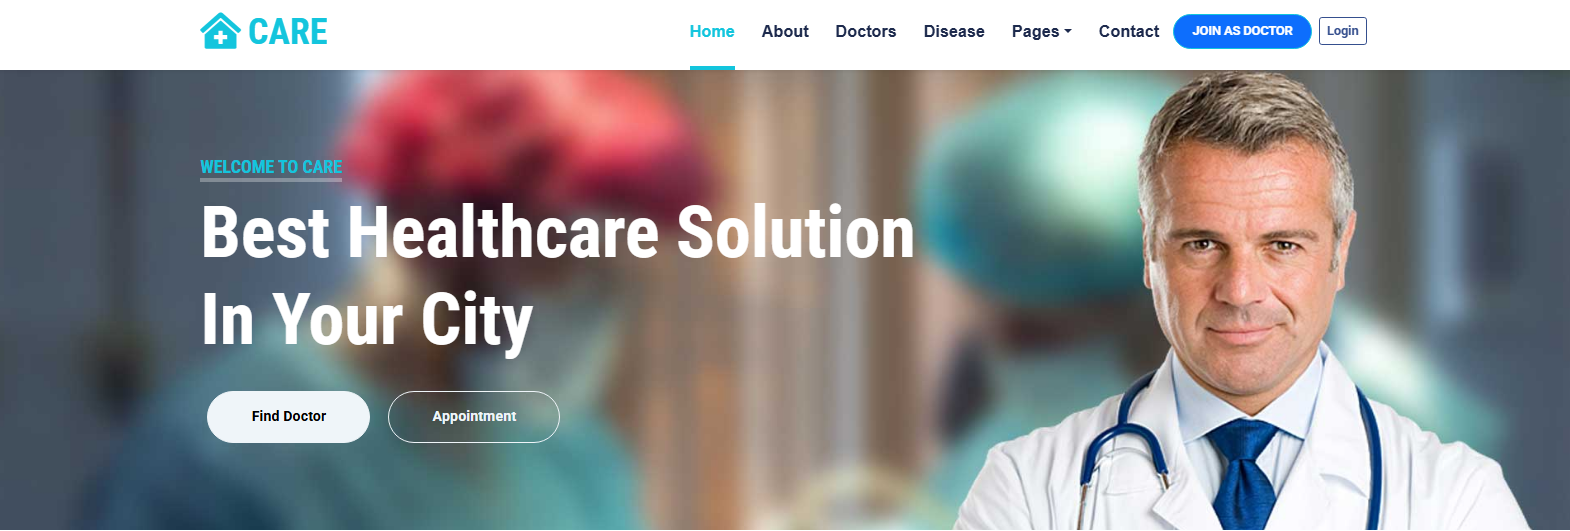 CARE
Home About Doctors Disease Pages Contact JOIN AS DOCTOR Login
WELCOME TO CARE
Best Healthcare Solution
In Your City
Find Doctor Appointment